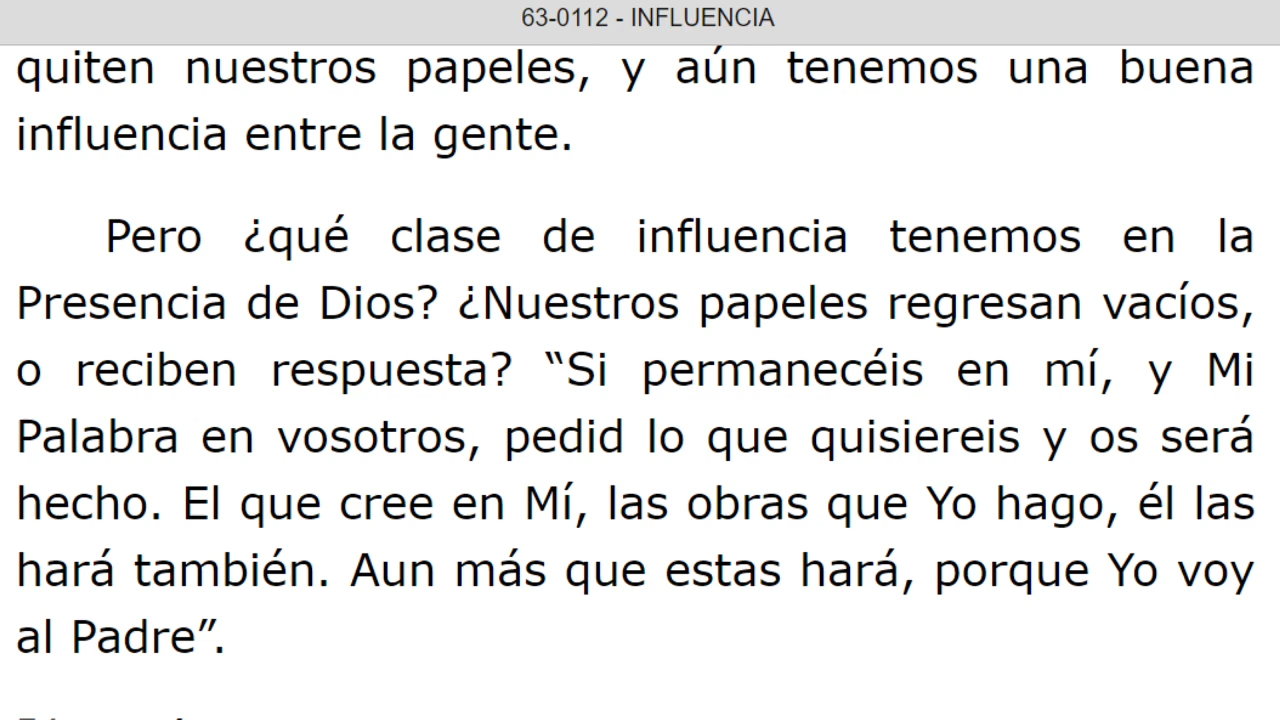 63-0112 - INFLUENCIA
quiten nuestros papeles, y aún tenemos una buena
influencia entre la gente.
Pero ¿qué clase de influencia tenemos en la
Presencia de Dios? ¿Nuestros papeles regresan vacíos,
o reciben respuesta? “Si permanecéis en mí, y Mi
Palabra en vosotros, pedid lo que quisiereis y os será
hecho. El que cree en Mí, las obras que Yo hago, él las
hará también. Aun más que estas hará, porque Yo voy
al Padre”.